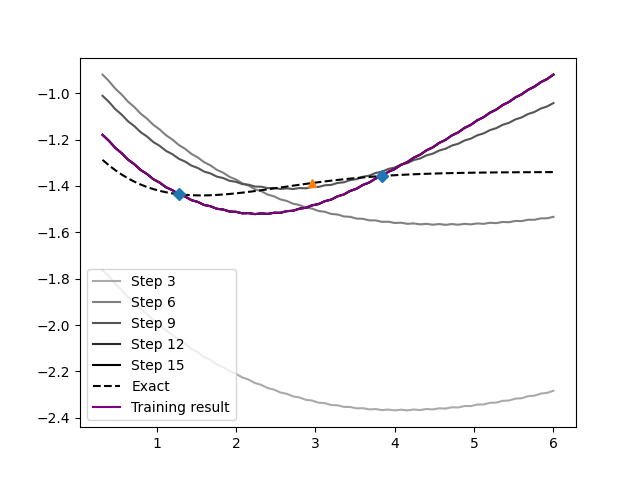 −1.0
−1.2
−1.4
−1.6
−1.8
−2.0
−2.2
−2.4
Step 3
Step 6
Step 9
Step 12
Step 15
Exact
Training result
1 2 3 4 5 6